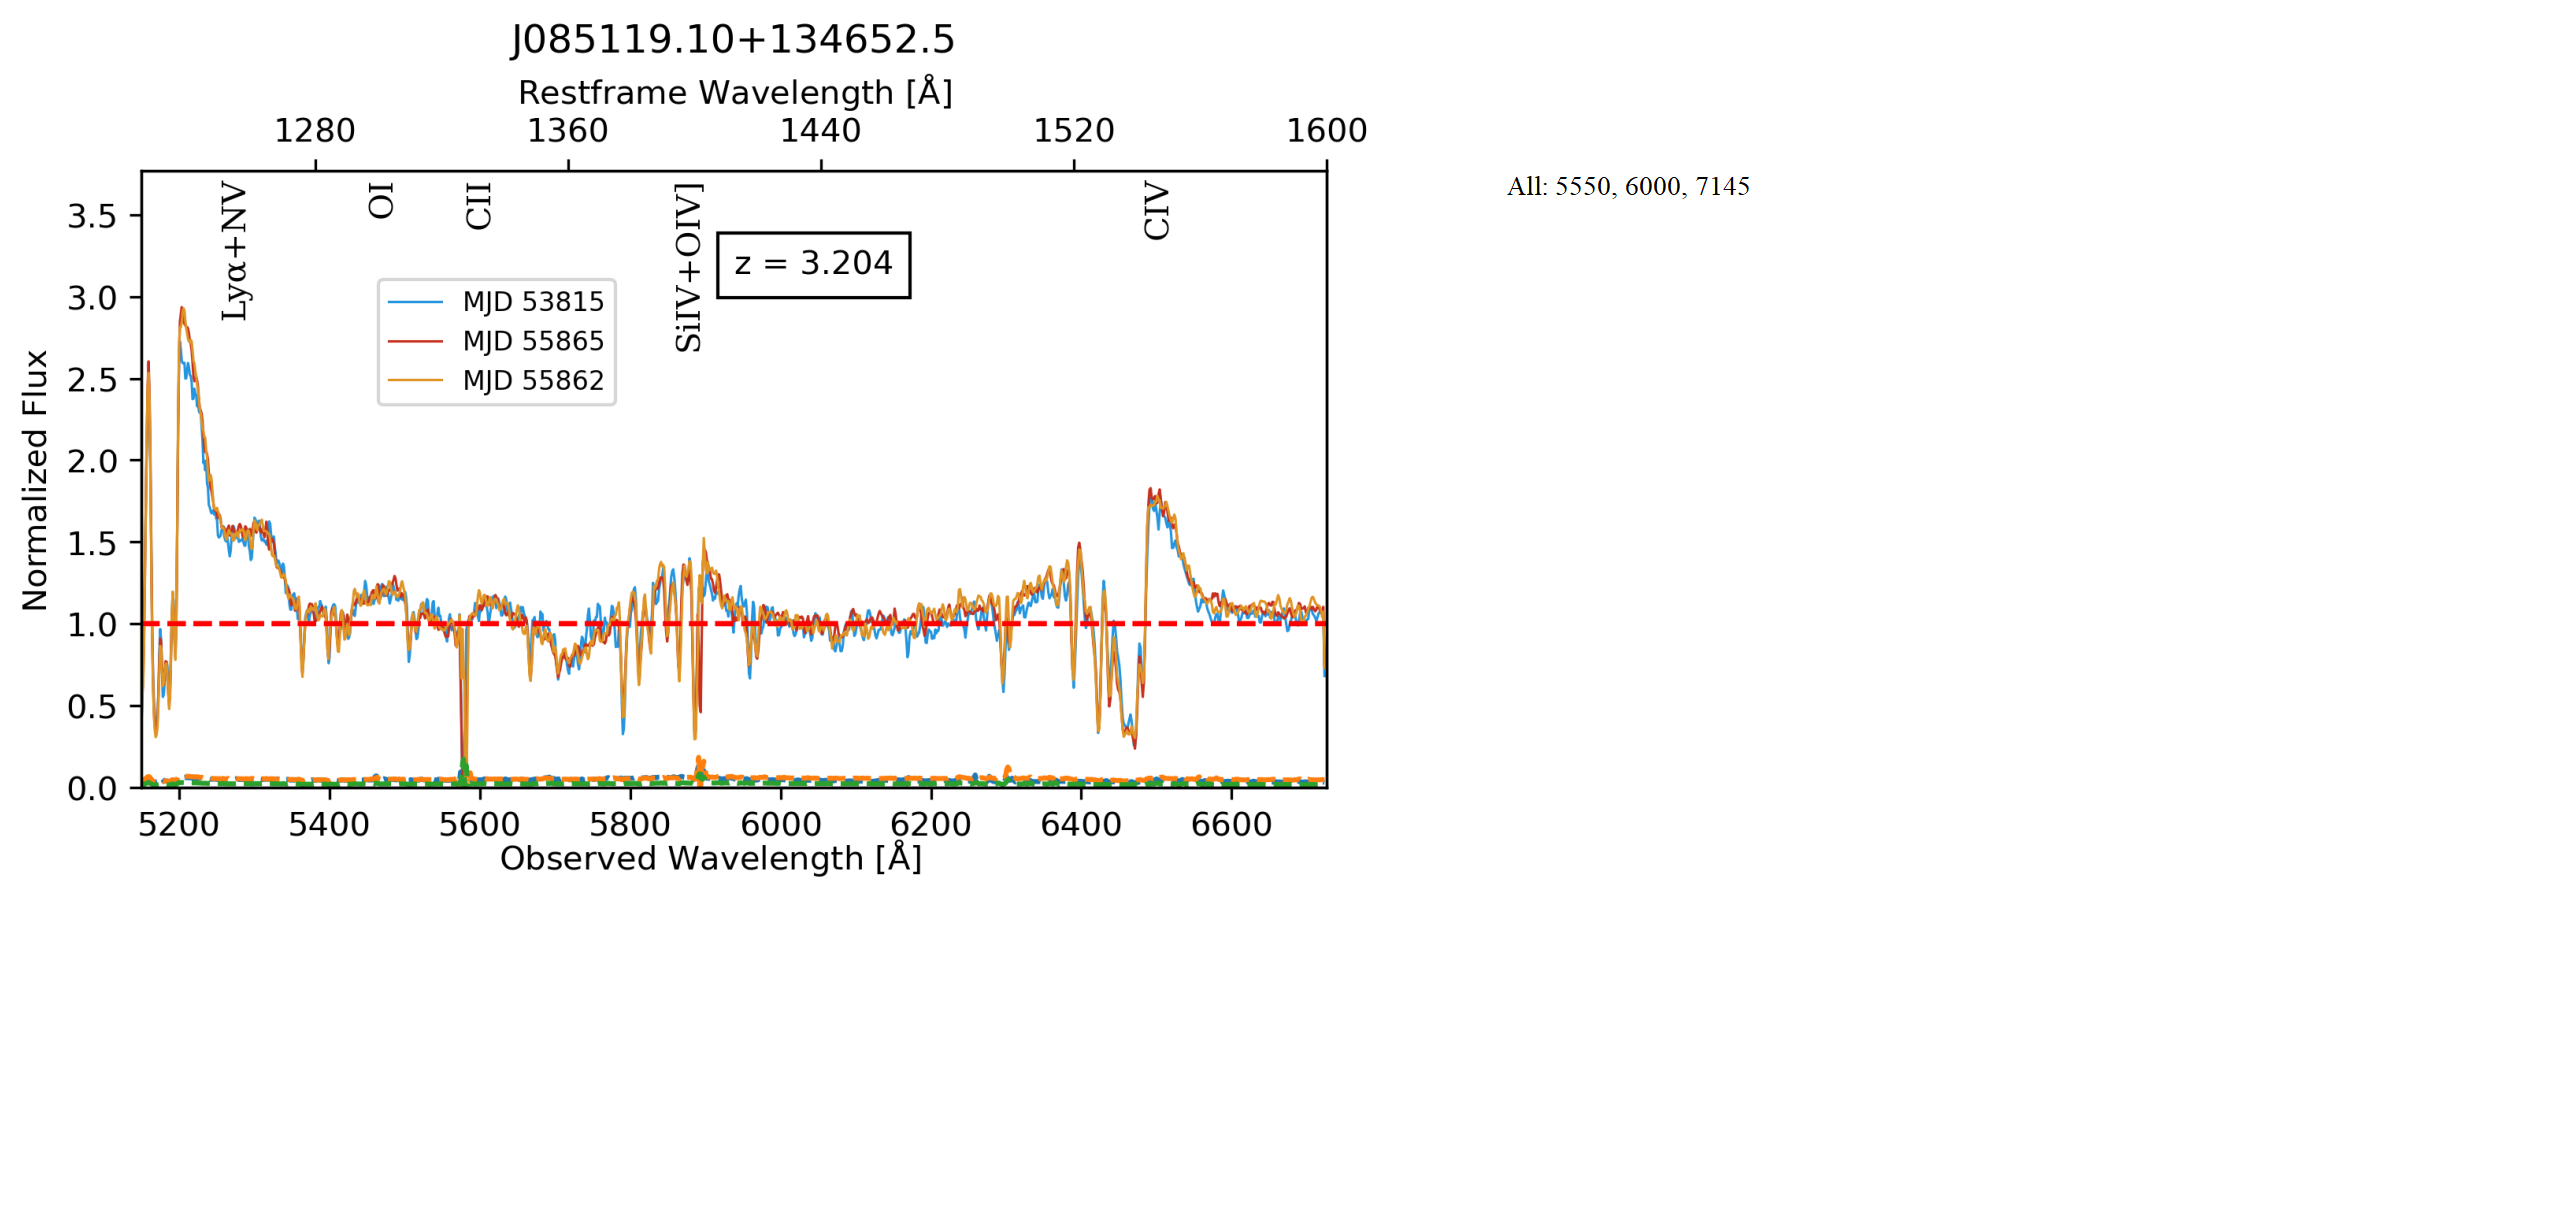 J085119.10+134652.5
Restframe Wavelength [Å]
1280 1360 1440 1520 1600
Lyα+NV
OI
CII
SiIV+OIV]
CIV
All: 5550, 6000, 7145
z = 3.204
MJD 53815
MJD 55865
MJD 55862
Normalized Flux
3.5
3.0
2.5
2.0
1.5
1.0
0.5
0.0
5200 5400 5600 5800 6000 6200 6400 6600
Observed Wavelength [Å]